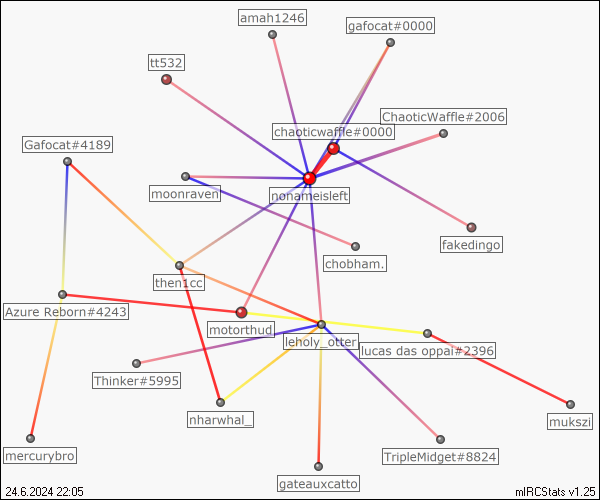 amah1246
gafocat#0000
tt532
ChaoticWaffle#2006
chaoticwaffle#0000
Gafocat#4189
moonraven
nonameisleft
fakedingo
chobham.
then1cc
Azure Reborn#4243
motorthud
leholy_otter
lucas das oppai#2396
Thinker#5995
nharwhal_
mukszi
mercurybro
TripleMidget#8824
gateauxcatto
24.6.2024 22:05
mIRCStats v1.25